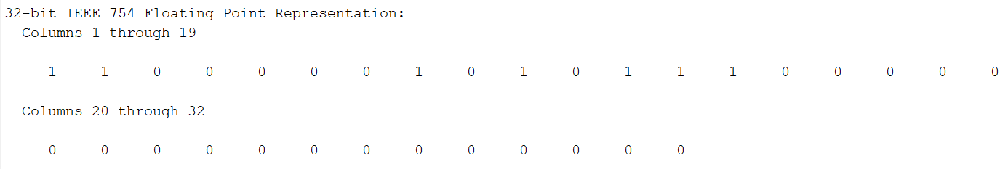 32-bit IEEE 754 Floating Point Representation:
Columns 1 through 19
1 1 0 0 0 0 0 1 0 1 0 1 1 1 0 0 0 0 0
Columns 20 through 32
0 0 0 0 0 0 0 0 0 0 0 0 0